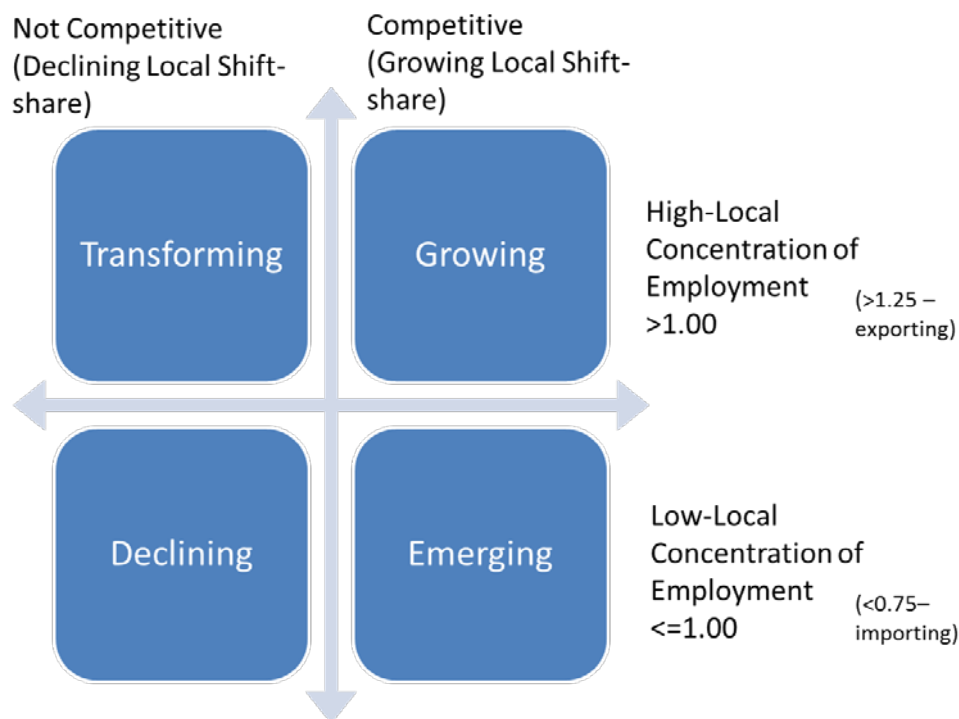 Not Competitive
(Declining Local Shift-
share)
Competitive
(Growing Local Shift-
share)
Transforming
Growing
High-Local
Concentration of
Employment
>1.00
(>1.25 –
exporting)
Declining
Emerging
Low-Local
Concentration of
Employment
<=1.00
(<0.75–
importing)